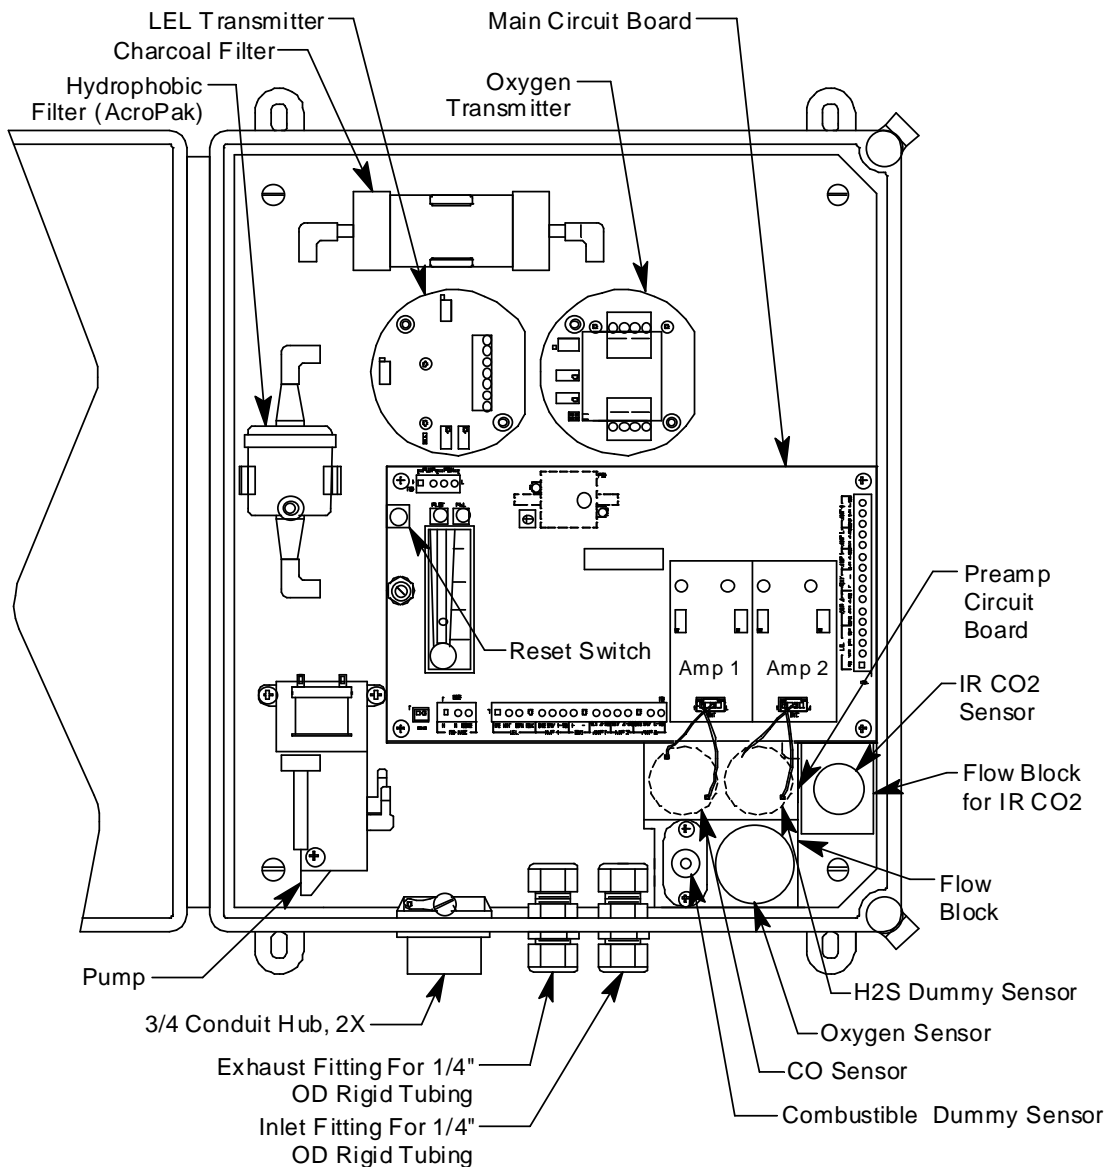 LEL Transmitter
Main Circuit Board
Charcoal Filter
Oxygen
Transmitter
Hydrophobic
Filter (AcroPak)
Preamp
Circuit
Board
Reset Switch
Amp 1
Amp 2
IR CO2
Sensor
Flow Block
for IR CO2
Flow
Block
Pump
H2S Dummy Sensor
3/4 Conduit Hub, 2X
Oxygen Sensor
Exhaust Fitting For 1/4"
OD Rigid Tubing
CO Sensor
Combustible Dummy Sensor
Inlet Fitting For 1/4"
OD Rigid Tubing